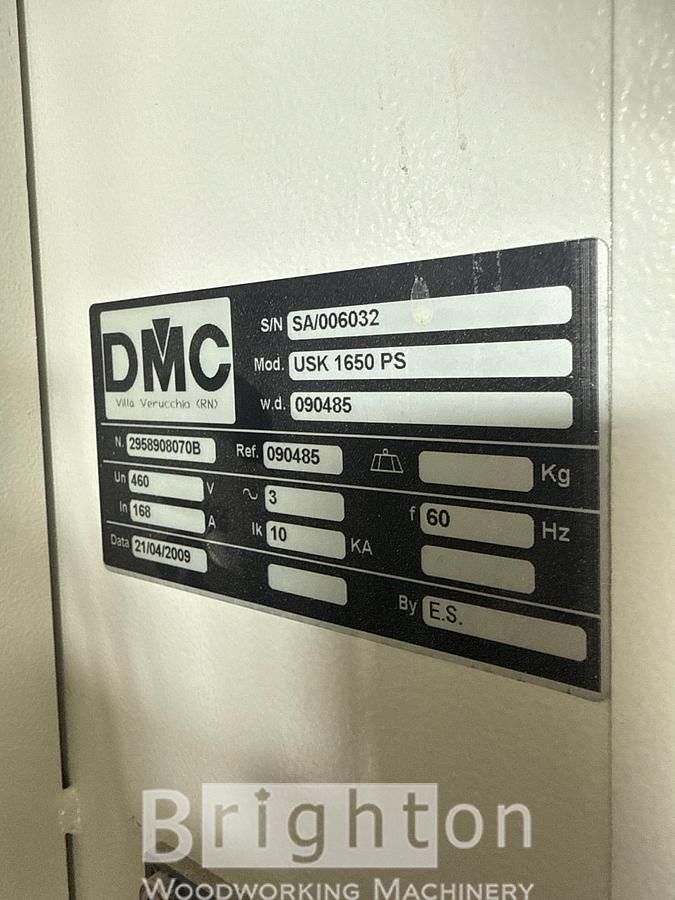 DMC
Villa Verucchio (RN)
S/N SA/006032
Mod. USK 1650 PS
w.d. 090485
N. 2958908070B Ref. 090485 Kg
Un 460 V ~ 3 f 60 Hz
In 168 A Ik 10 KA
Data 21/04/2009 By E.S.
Brighton
WOODWORKING MACHINERY